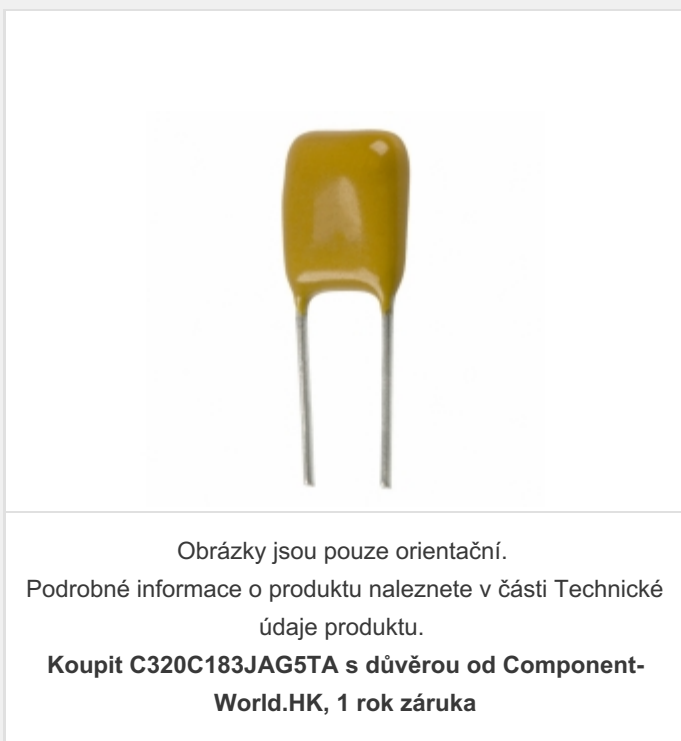 Obrázky jsou pouze orientační.
Podrobné informace o produktu naleznete v části Technické
údaje produktu.
Koupit C320C183JAG5TA s důvěrou od Component-
World.HK, 1 rok záruka